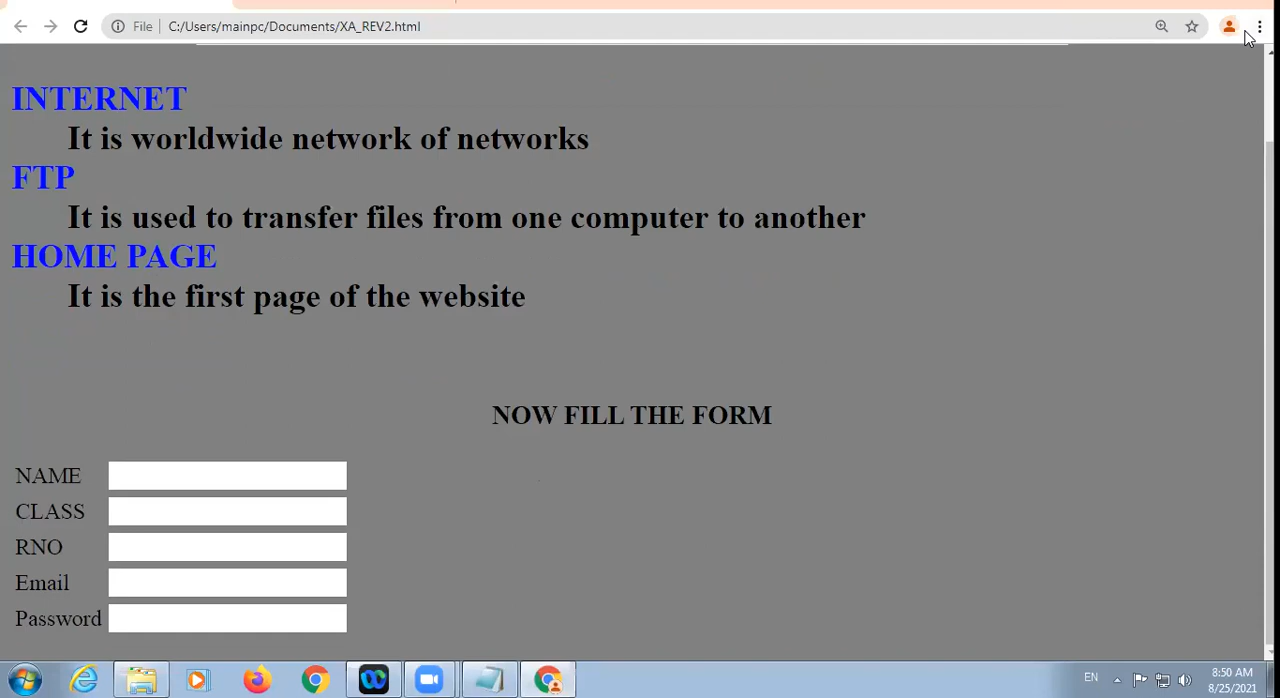 File C:/Users/mainpc/Documents/XA_REV2.html
INTERNET
It is worldwide network of networks
FTP
It is used to transfer files from one computer to another
HOME PAGE
It is the first page of the website
NOW FILL THE FORM
NAME
CLASS
RNO
Email
Password
EN
8:50 AM
8/25/2021